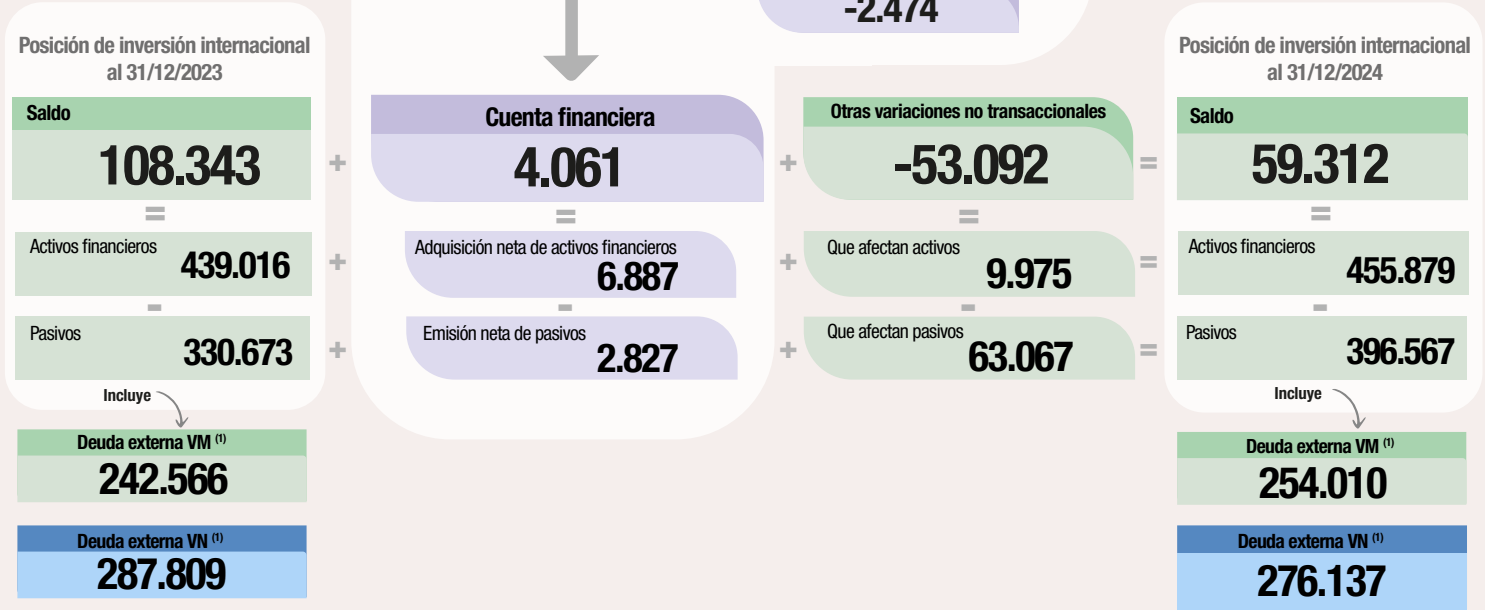 -2.474
Posición de inversión internacional
al 31/12/2023
Saldo
108.343
=
Activos financieros
439.016
-
Pasivos
330.673
Incluye
Deuda externa VM (1)
242.566
Deuda externa VN (1)
287.809
+
+
+
Cuenta financiera
4.061
=
Adquisición neta de activos financieros
6.887
-
Emisión neta de pasivos
2.827
+
+
+
Otras variaciones no transaccionales
-53.092
=
Que afectan activos
9.975
-
Que afectan pasivos
63.067
=
=
=
Posición de inversión internacional
al 31/12/2024
Saldo
59.312
=
Activos financieros
455.879
-
Pasivos
396.567
Incluye
Deuda externa VM (1)
254.010
Deuda externa VN (1)
276.137